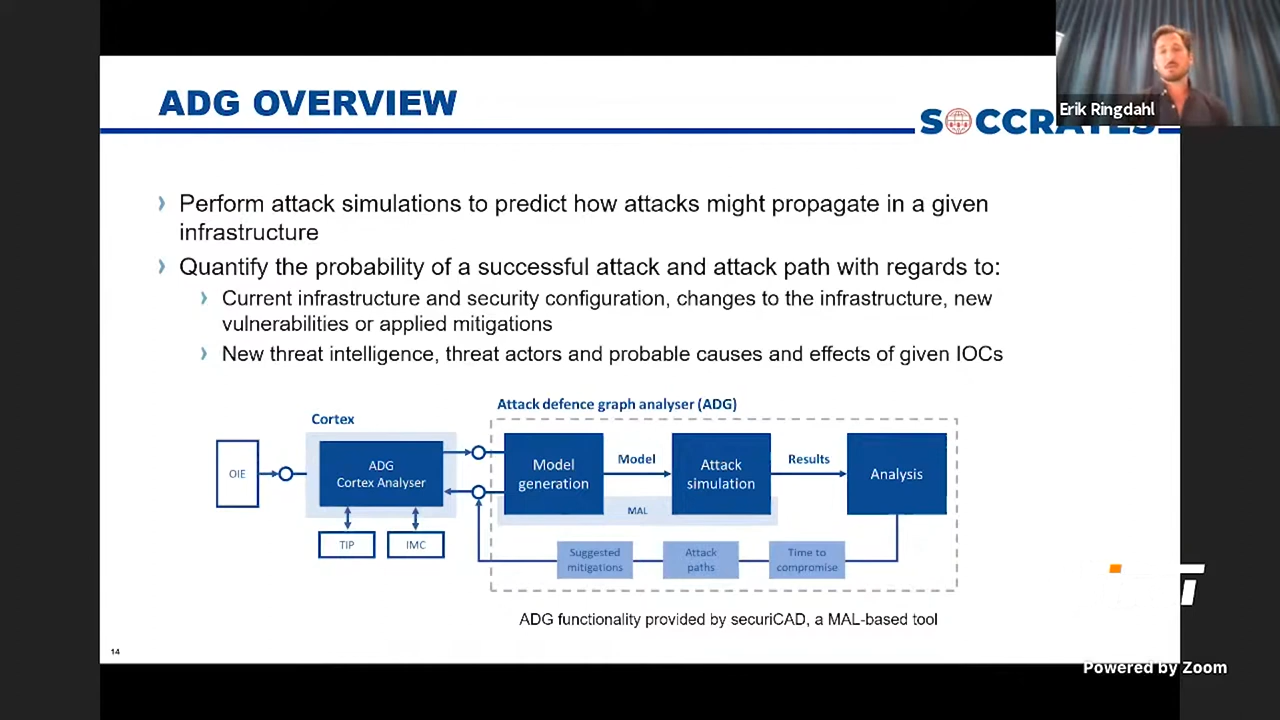 Erik Ringdahl
ADG OVERVIEW
Perform attack simulations to predict how attacks might propagate in a given
infrastructure
Quantify the probability of a successful attack and attack path with regards to:
Current infrastructure and security configuration, changes to the infrastructure, new
vulnerabilities or applied mitigations
New threat intelligence, threat actors and probable causes and effects of given IOCs
Attack defence graph analyser (ADG)
Cortex
OIE
ADG
Cortex Analyser
TIP
IMC
Model
generation
Model
Attack
simulation
Results
Analysis
MAL
Suggested
mitigations
Attack
paths
Time to
compromise
ADG functionality provided by securiCAD, a MAL-based tool
14
Powered by Zoom